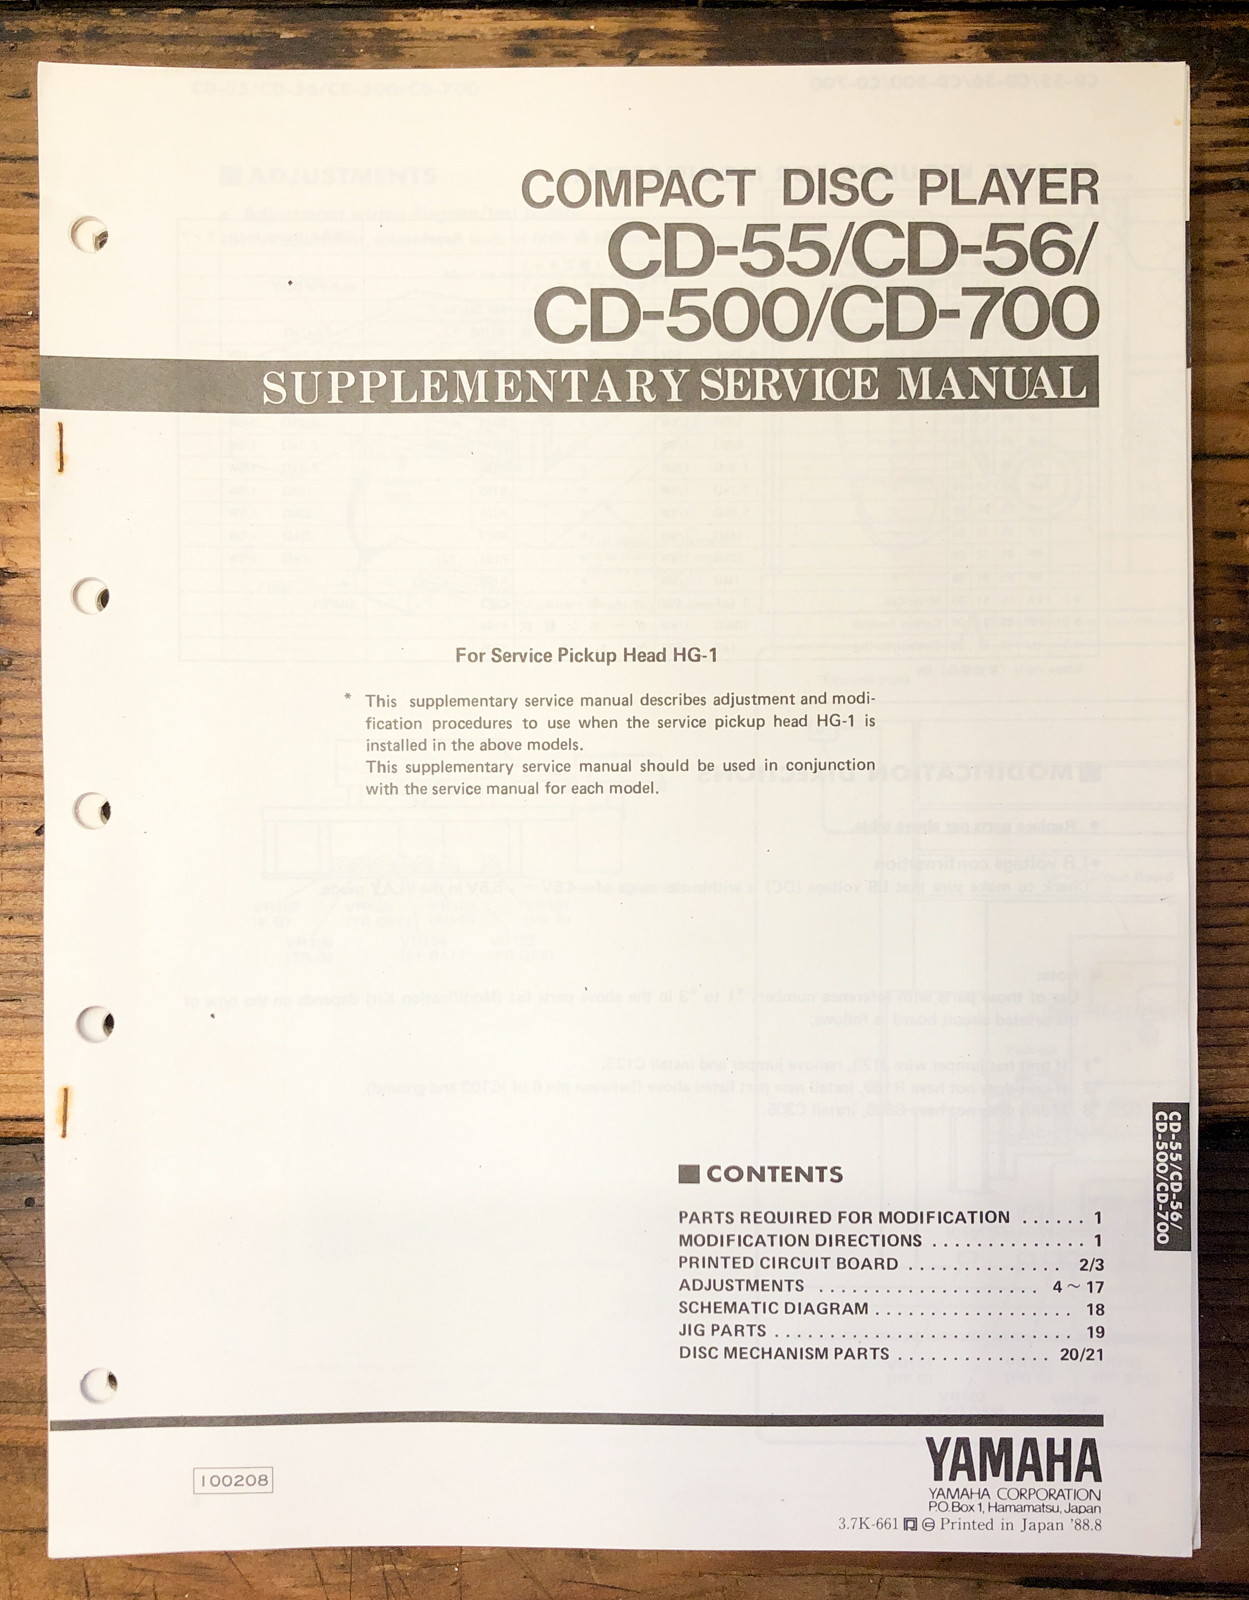 COMPACT DISC PLAYER
CD-55/CD-56/
CD-500/CD-700
SUPPLEMENTARY SERVICE MANUAL
For Service Pickup Head HG-1
* This supplementary service manual describes adjustment and modi-
fication procedures to use when the service pickup head HG-1 is
installed in the above models.
This supplementary service manual should be used in conjunction
with the service manual for each model.
CD-55/CD-56/
CD-500/CD-700
■ CONTENTS
PARTS REQUIRED FOR MODIFICATION ...... 1
MODIFICATION DIRECTIONS .............. 1
PRINTED CIRCUIT BOARD .............. 2/3
ADJUSTMENTS .................... 4 ~ 17
SCHEMATIC DIAGRAM .................. 18
JIG PARTS ........................... 19
DISC MECHANISM PARTS .............. 20/21
YAMAHA
YAMAHA CORPORATION
P.O.Box 1, Hamamatsu, Japan
3.7K-661 Printed in Japan '88.8
100208